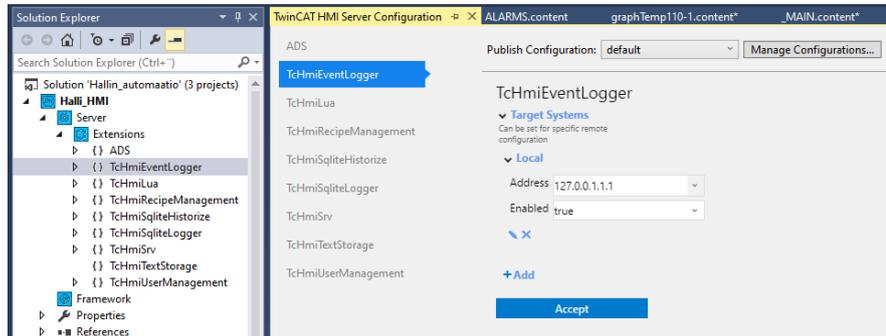 Solution Explorer
Search Solution Explorer (Ctrl+¨)
Solution 'Hallin_automaatio' (3 projects)
Halli_HMI
Server
Extensions
{} ADS
{} TcHmiEventLogger
{} TcHmiLua
{} TcHmiRecipeManagement
{} TcHmiSqliteHistorize
{} TcHmiSqliteLogger
{} TcHmiSrv
{} TcHmiTextStorage
{} TcHmiUserManagement
Framework
Properties
References
TwinCAT HMI Server Configuration
ALARMS.content
graphTemp110-1.content*
_MAIN.content*
ADS
TcHmiEventLogger
TcHmiLua
TcHmiRecipeManagement
TcHmiSqliteHistorize
TcHmiSqliteLogger
TcHmiSrv
TcHmiTextStorage
TcHmiUserManagement
Publish Configuration: default
Manage Configurations...
TcHmiEventLogger
Target Systems
Can be set for specific remote
configuration
Local
Address 127.0.0.1.1.1
Enabled true
+Add
Accept